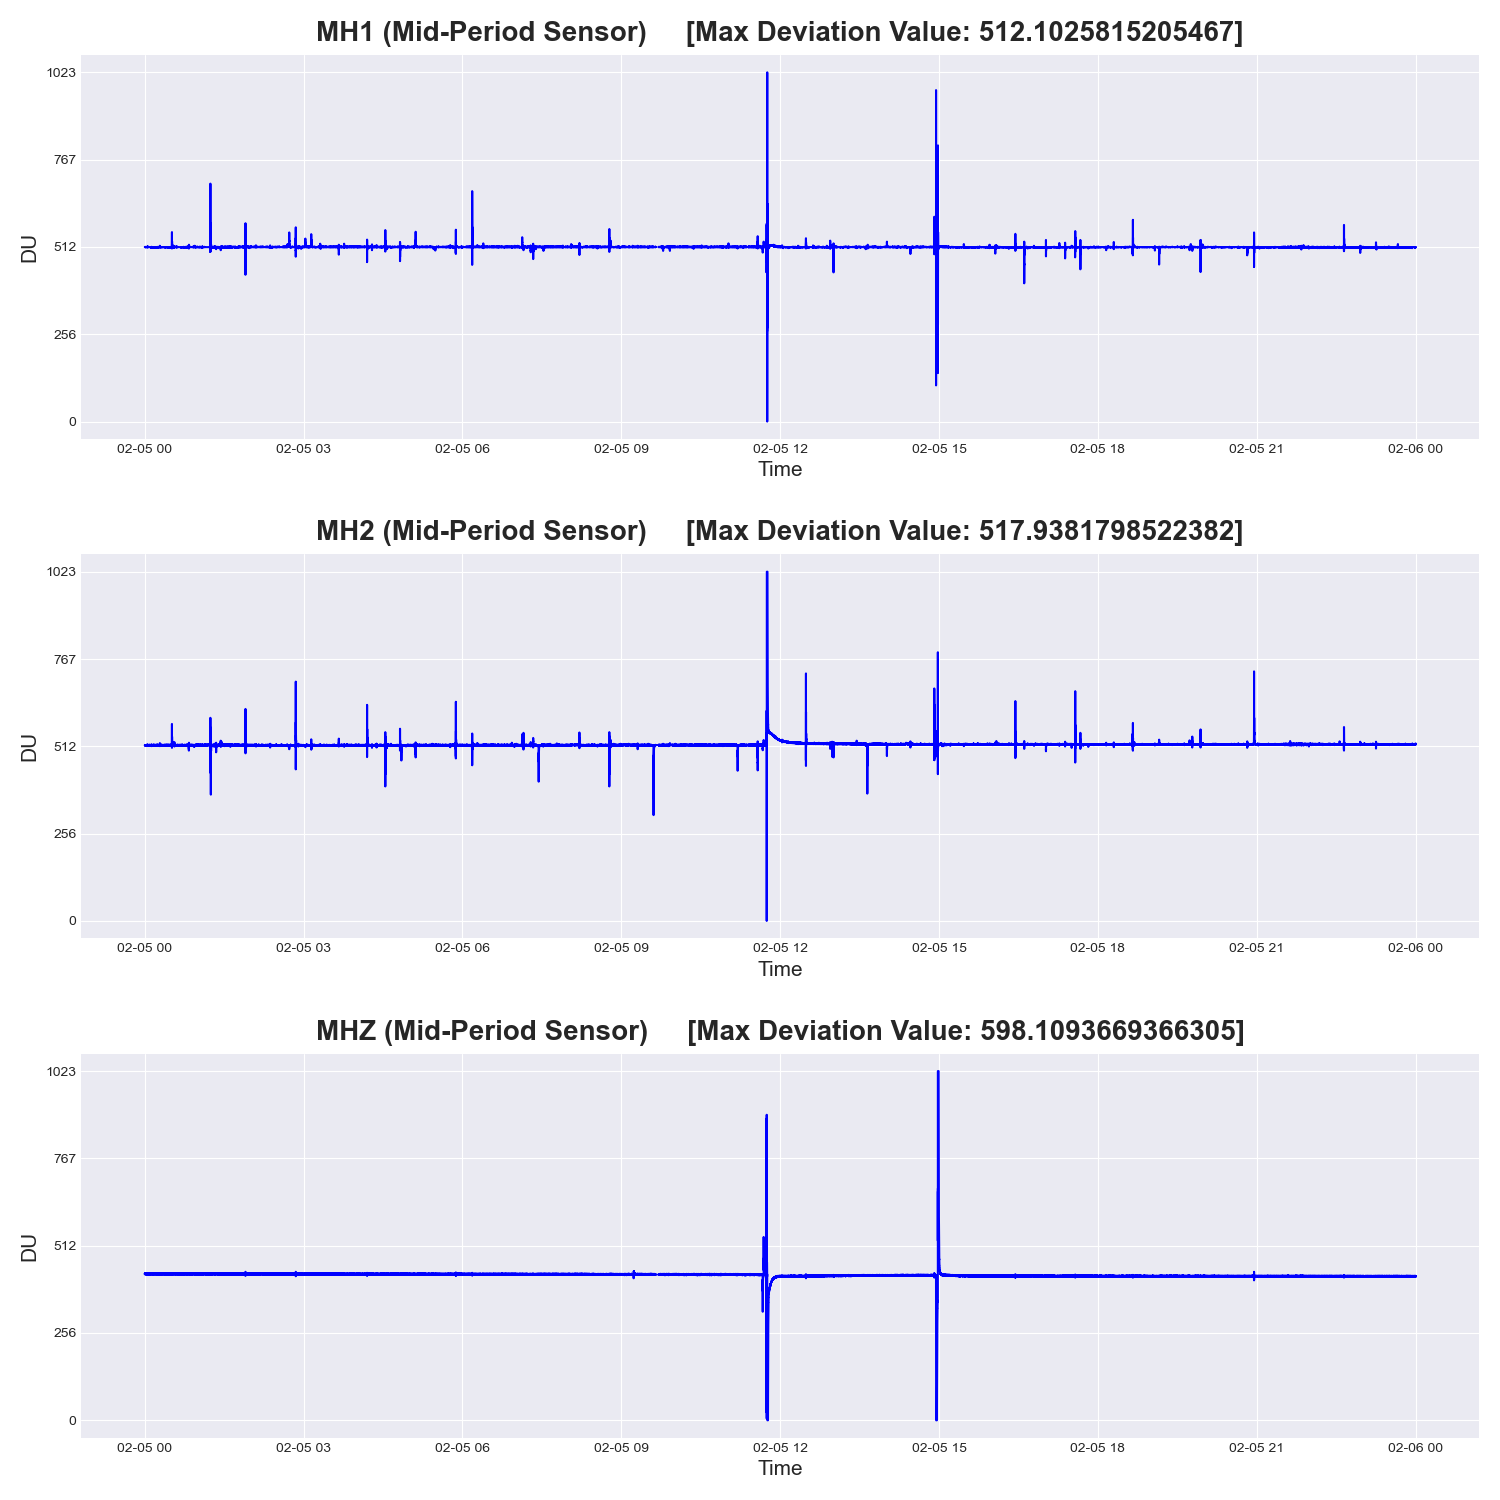 MH1 (Mid-Period Sensor) [Max Deviation Value: 512.1025815205467]
1023
767
512
256
0
DU
02-05 00 02-05 03 02-05 06 02-05 09 02-05 12 02-05 15 02-05 18 02-05 21 02-06 00
Time
MH2 (Mid-Period Sensor) [Max Deviation Value: 517.9381798522382]
1023
767
512
256
0
DU
02-05 00 02-05 03 02-05 06 02-05 09 02-05 12 02-05 15 02-05 18 02-05 21 02-06 00
Time
MHZ (Mid-Period Sensor) [Max Deviation Value: 598.1093669366305]
1023
767
512
256
0
DU
02-05 00 02-05 03 02-05 06 02-05 09 02-05 12 02-05 15 02-05 18 02-05 21 02-06 00
Time